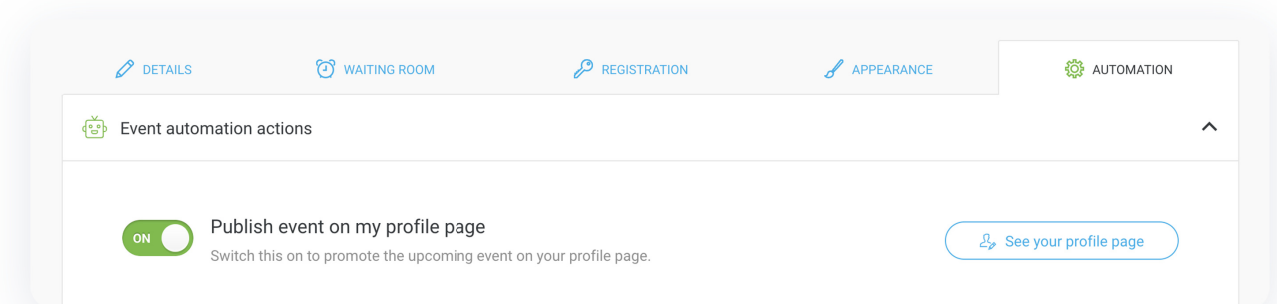 DETAILS
WAITING ROOM
REGISTRATION
APPEARANCE
AUTOMATION
Event automation actions
ON
Publish event on my profile page
Switch this on to promote the upcoming event on your profile page.
See your profile page